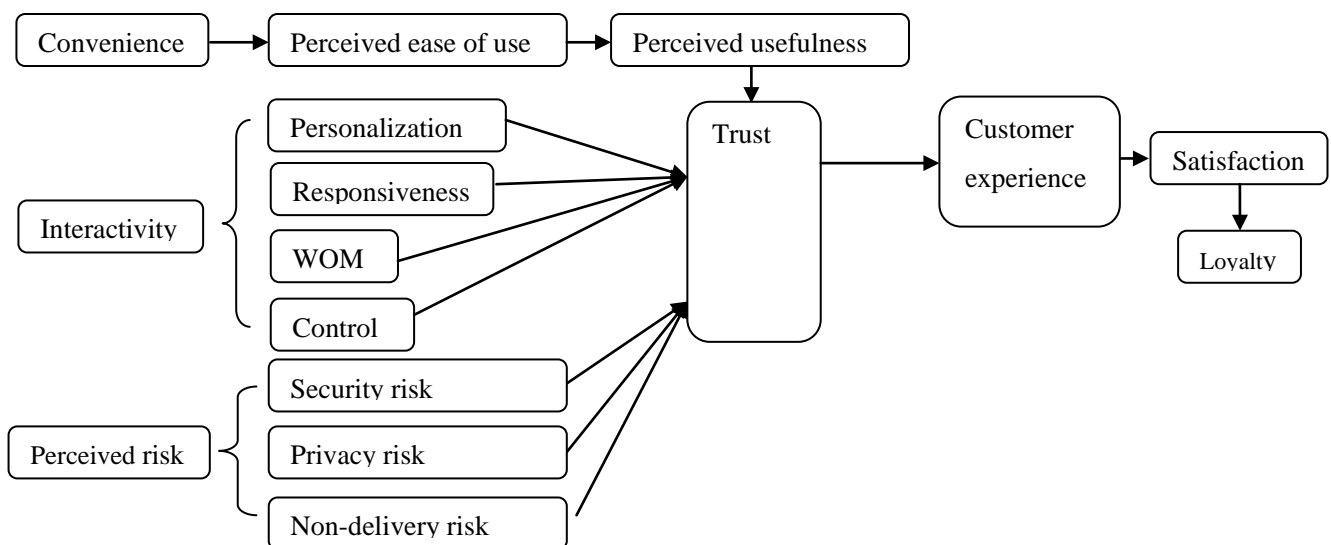 Convenience
Perceived ease of use
Perceived usefulness
Personalization
Trust
Customer
experience
Satisfaction
Responsiveness
Interactivity
WOM
Loyalty
Control
Security risk
Perceived risk
Privacy risk
Non-delivery risk